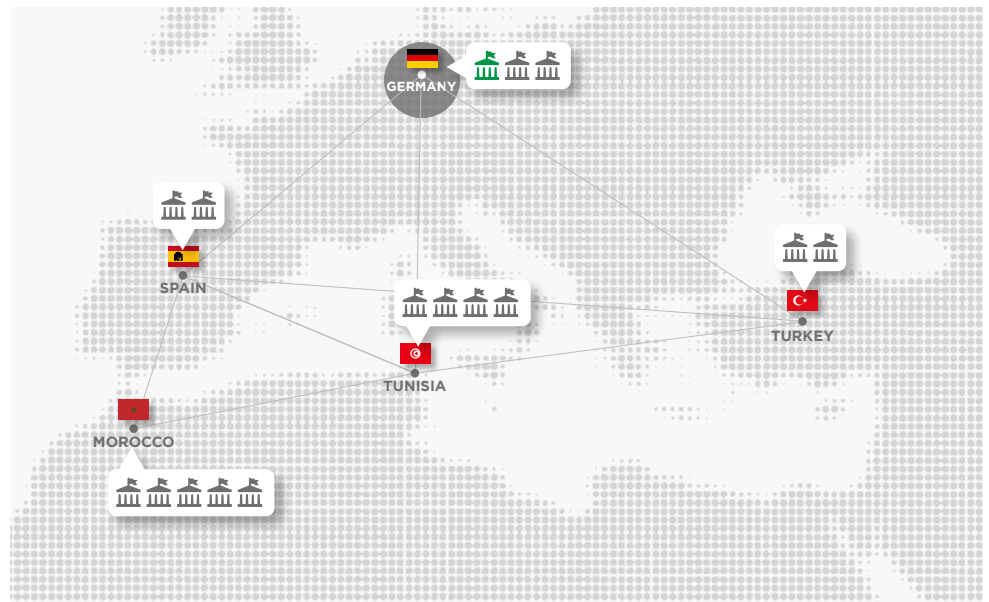 GERMANY
SPAIN
TURKEY
TUNISIA
MOROCCO